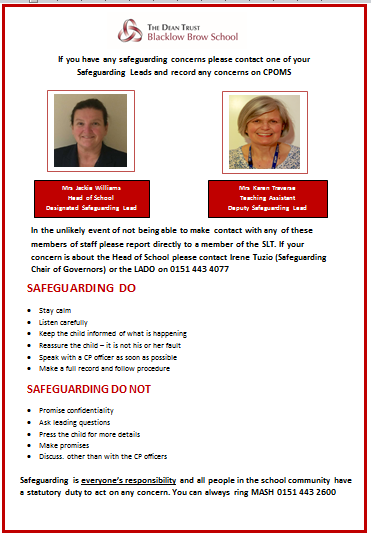 THE DEAN TRUST
Blacklow Brow School
If you have any safeguarding concerns please contact one of your
Safeguarding Leads and record any concerns on CPOMS
Mrs Jackie Williams
Head of School
Designated Safeguarding Lead
Mrs Karen Traverse
Teaching Assistant
Deputy Safeguarding Lead
In the unlikely event of not being able to make contact with any of these
members of staff please report directly to a member of the SLT. If your
concern is about the Head of School please contact Irene Tuzio (Safeguarding
Chair of Governors) or the LADO on 0151 443 4077
SAFEGUARDING DO
• Stay calm
• Listen carefully
• Keep the child informed of what is happening
• Reassure the child – it is not his or her fault
• Speak with a CP officer as soon as possible
• Make a full record and follow procedure
SAFEGUARDING DO NOT
• Promise confidentiality
• Ask leading questions
• Press the child for more details
• Make promises
• Discuss. other than with the CP officers
Safeguarding is everyone's responsibility and all people in the school community have
a statutory duty to act on any concern. You can always ring MASH 0151 443 2600